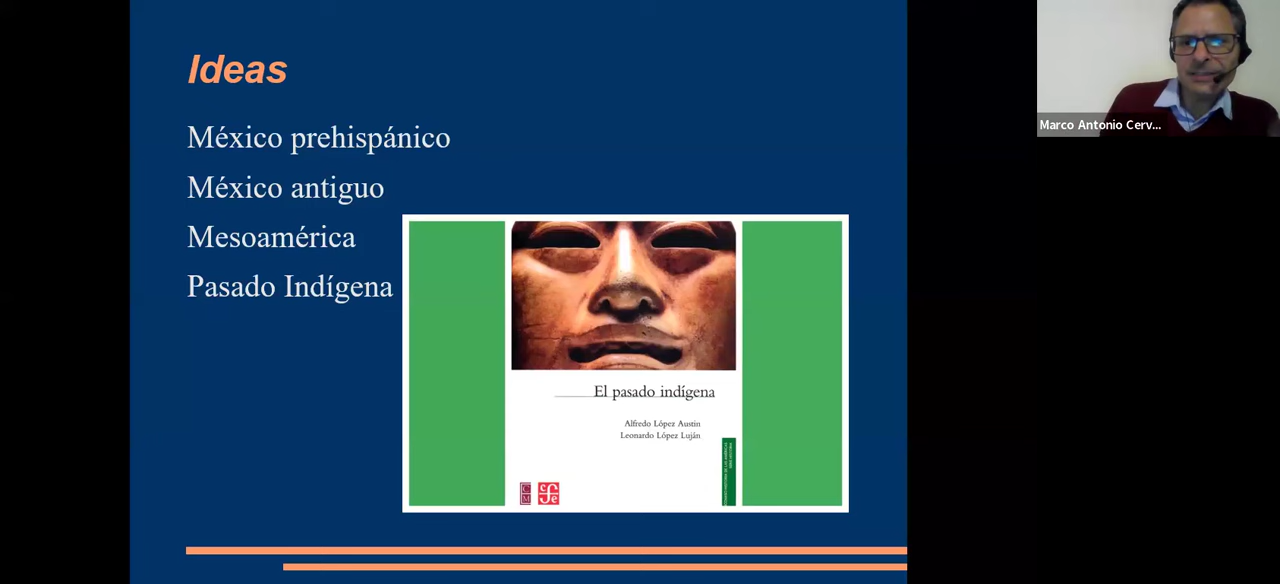 Ideas
México prehispánico
México antiguo
Mesoamérica
Pasado Indígena
El pasado indígena
Alfredo López Austin
Leonardo López Luján
C
M
cfe
Marco Antonio Cerv...